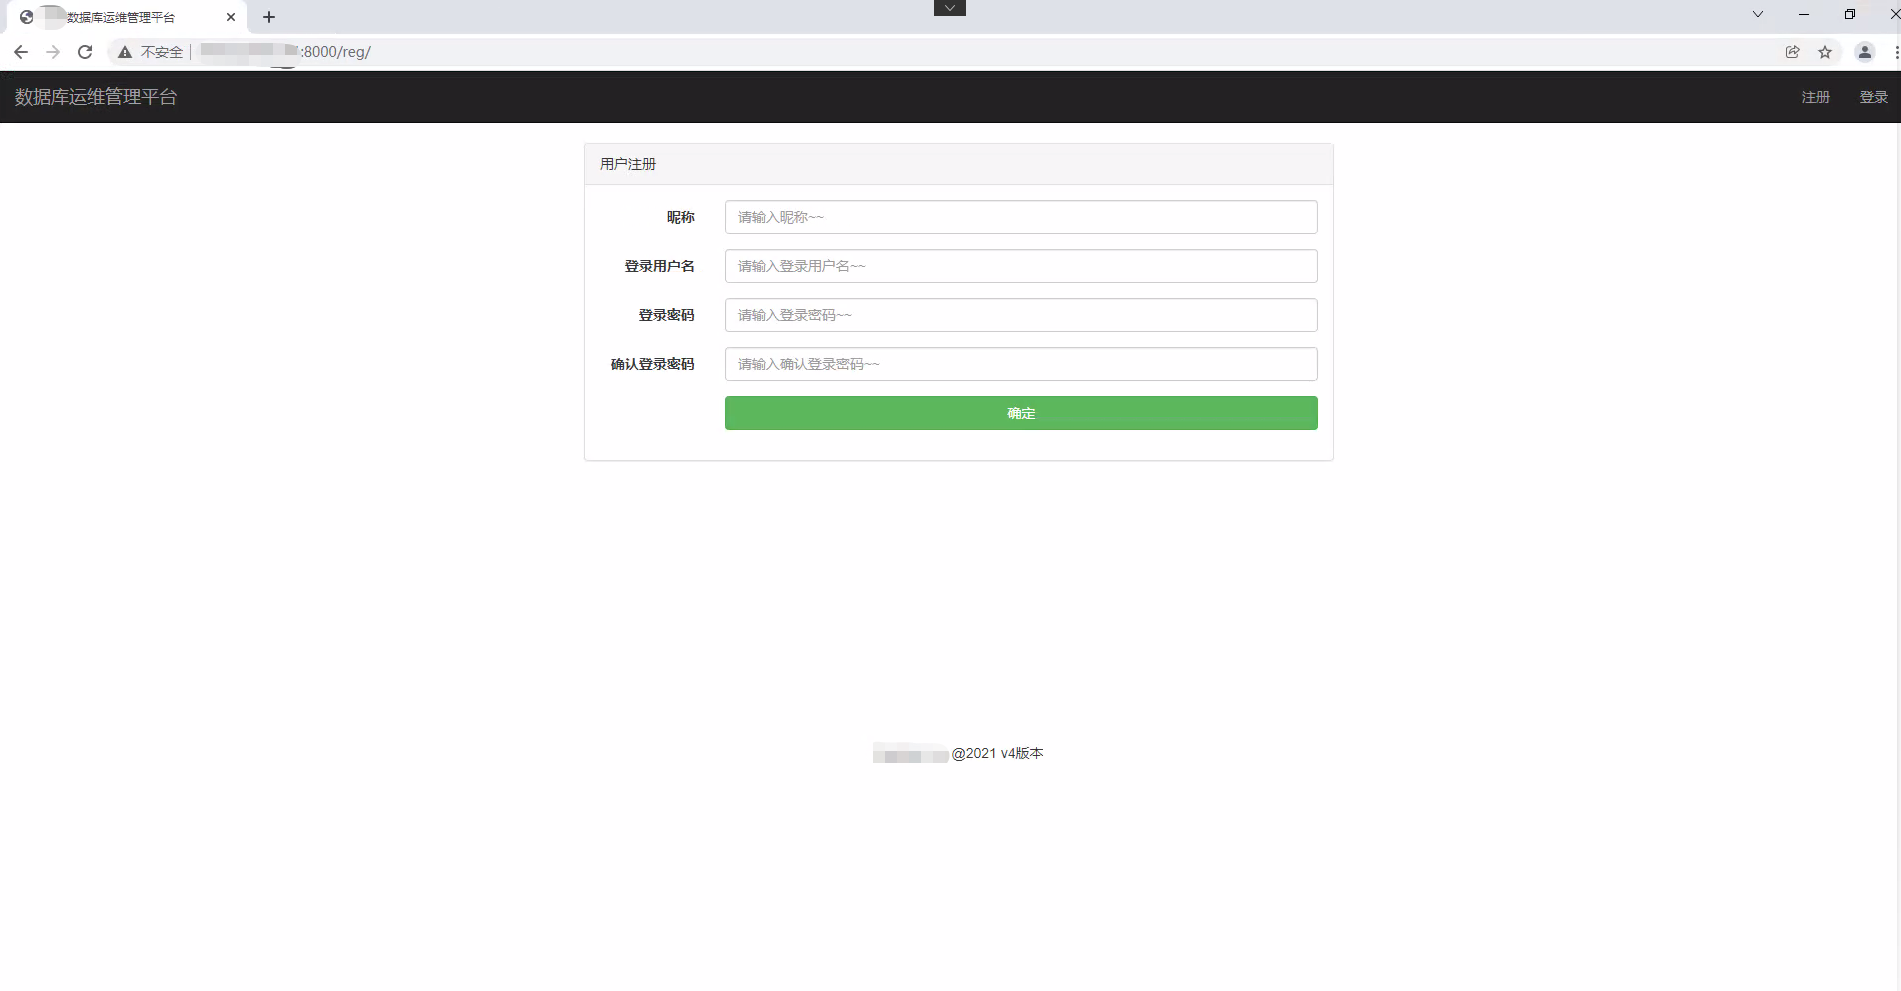 数据库运维管理平台
不安全
:8000/reg/
数据库运维管理平台
注册
登录
用户注册
昵称
请输入昵称~~
登录用户名
请输入登录用户名~~
登录密码
请输入登录密码~~
确认登录密码
请输入确认登录密码~~
确定
@2021 v4版本